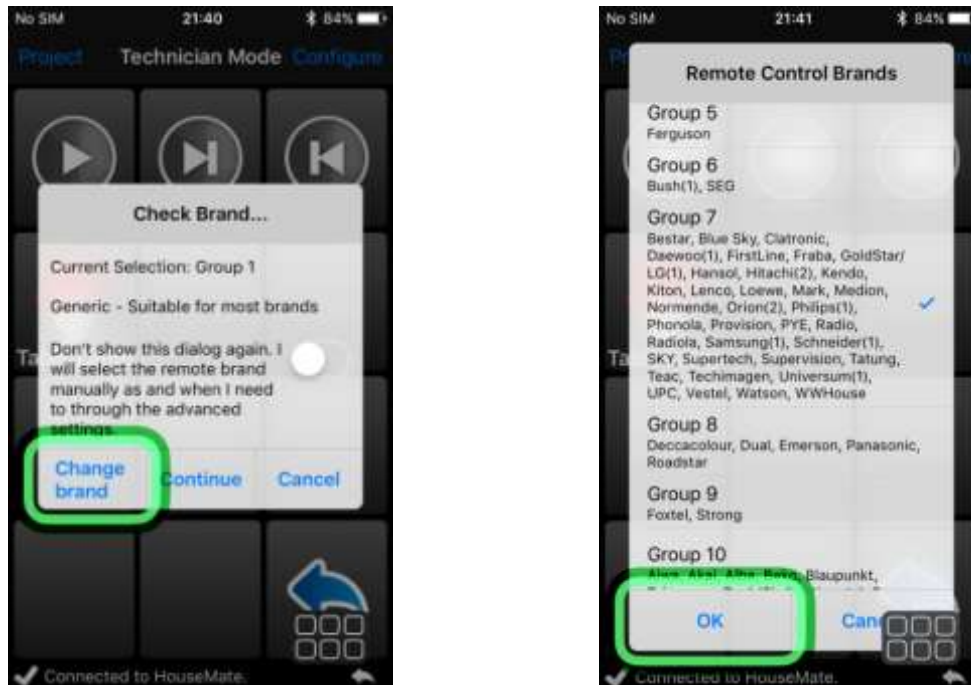 No SIM 21:40 84%
Project Technician Mode Configure
Check Brand...
Current Selection: Group 1
Generic - Suitable for most brands
Don't show this dialog again. I
will select the remote brand
manually as and when I need
to through the advanced
settings.
Change
brand
Continue Cancel
Connected to HouseMate.
No SIM 21:41 84%
Remote Control Brands
Group 5
Ferguson
Group 6
Bush(1), SEG
Group 7
Bestar, Blue Sky, Clatronic,
Daewoo(1), FirstLine, Fraba, GoldStar/
LG(1), Hansol, Hitachi(2), Kendo,
Kiton, Lenco, Loewe, Mark, Medion,
Normende, Orion(2), Philips(1),
Phonola, Provision, PYE, Radio,
Radiola, Samsung(1), Schneider(1),
SKY, Supertech, Supervision, Tatung,
Teac, Techimagen, Universum(1),
UPC, Vestel, Watson, WWHouse
Group 8
Deccacolour, Dual, Emerson, Panasonic,
Roadstar
Group 9
Foxtel, Strong
Group 10
Aiwa, Akai, Alba, Beko, Blaupunkt,
OK
Connected to HouseMate.